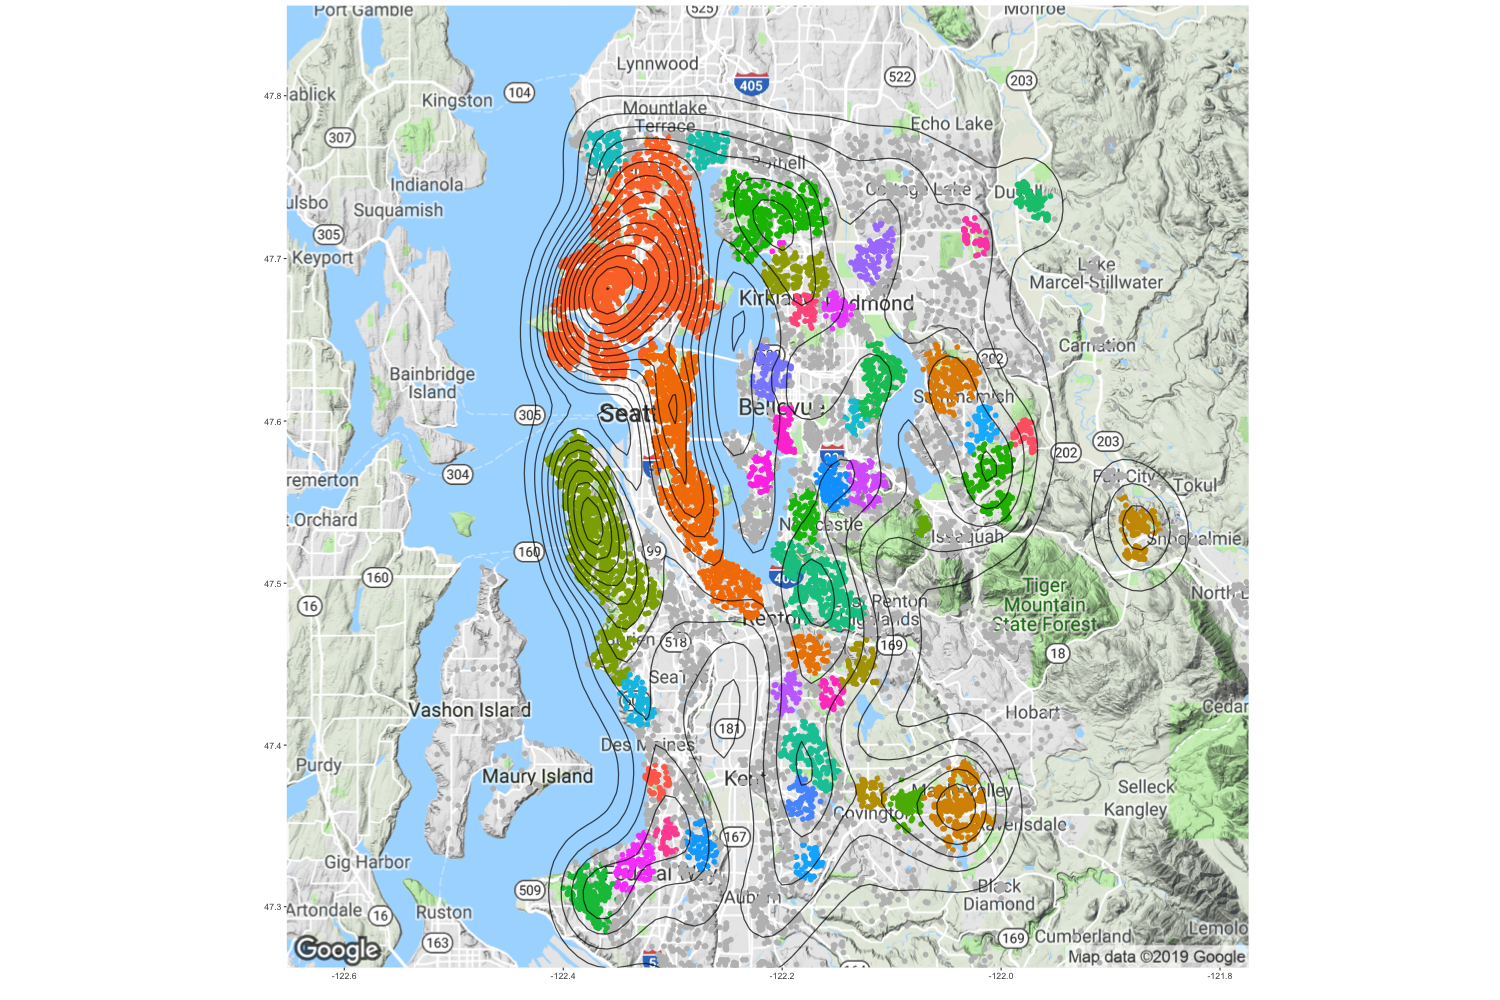 Port Gamble
525
Monroe
Lynnwood
405
522
203
47.8
ablick
Kingston
104
Mountlake
Terrace
Echo Lake
307
Bothell
Indianola
ulsbo
Suquamish
305
47.7
Keyport
Lake
Marcel-Stillwater
Kirkland
Redmond
Carnation
202
Bainbridge
Island
Sammamish
305
Seattle
Bellevue
47.6
203
202
304
Fall City
Tokul
remerton
Orchard
Newcastle
Issaquah
Snoqualmie
160
99
160
47.5
405
Tiger
Mountain
State Forest
North B
16
Renton
Highlands
Renton
518
169
18
Vashon Island
Hobart
Cedar
181
47.4
Des Moines
Purdy
Maury Island
Kent
Maple Valley
Selleck
Kangley
Covington
Ravensdale
167
Gig Harbor
Federal Way
509
Auburn
Black
Diamond
47.3
Artondale
16
Ruston
163
169
Cumberland
Lemolo
Google
5
Map data ©2019 Google
-122.6
-122.4
-122.2
-122.0
-121.8